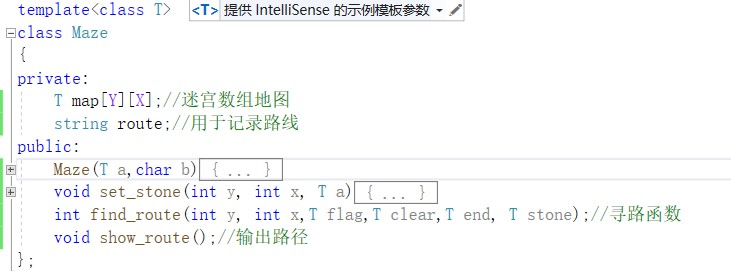 template<class T> <T> 提供 IntelliSense 的示例模板参数
class Maze
{
private:
T map[Y][X];//迷宫数组地图
string route;//用于记录路线
public:
Maze(T a,char b){ ... }
void set_stone(int y, int x, T a){ ... }
int find_route(int y, int x,T flag,T clear,T end, T stone);//寻路函数
void show_route();//输出路径
};